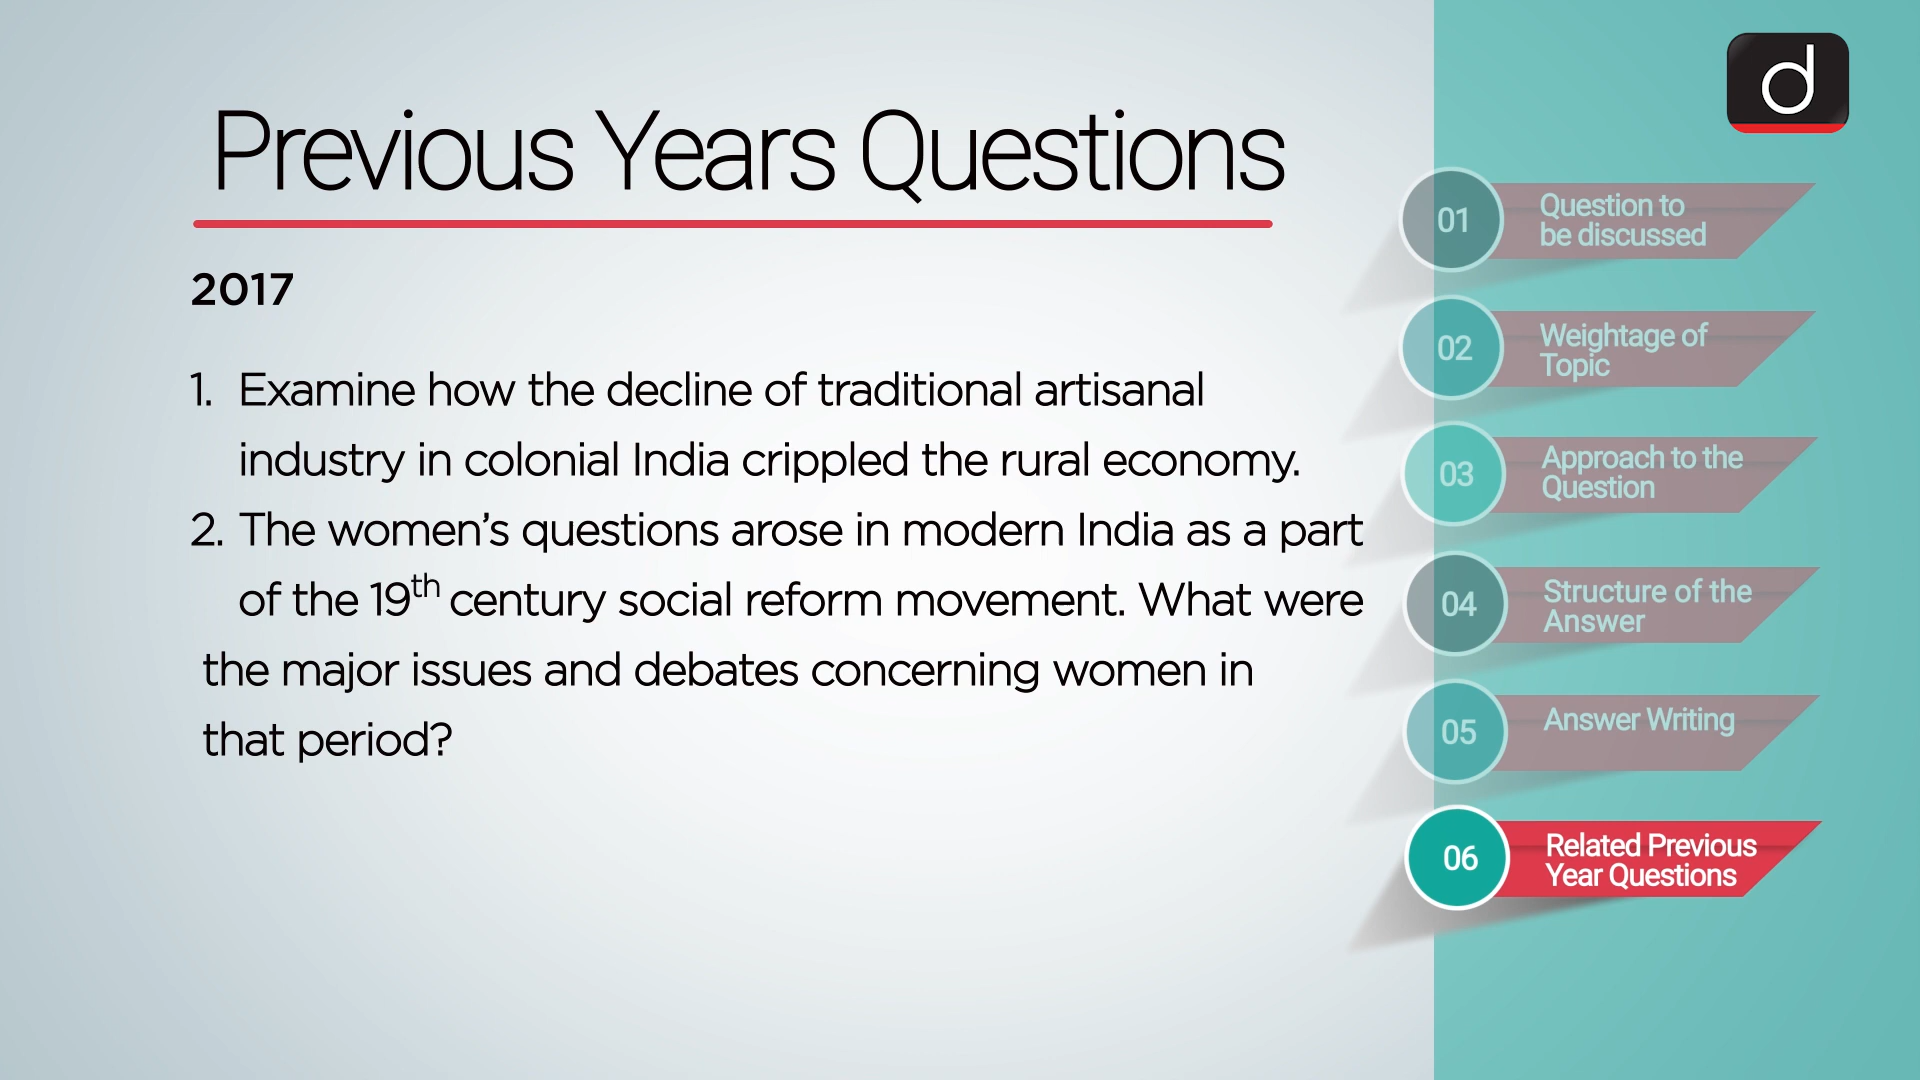 Previous Years Questions
2017
1. Examine how the decline of traditional artisanal
industry in colonial India crippled the rural economy.
2. The women's questions arose in modern India as a part
of the 19th century social reform movement. What were
the major issues and debates concerning women in
that period?
d
01 Question to
be discussed
02 Weightage of
Topic
03 Approach to the
Question
04 Structure of the
Answer
05 Answer Writing
06 Related Previous
Year Questions